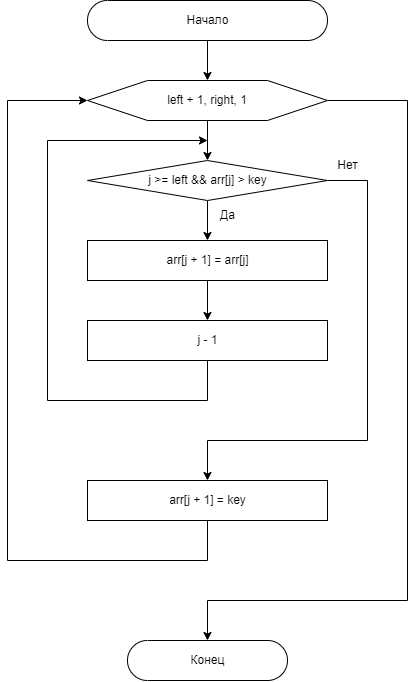 Начало
left + 1, right, 1
j >= left && arr[j] > key
Нет
Да
arr[j + 1] = arr[j]
j - 1
arr[j + 1] = key
Конец